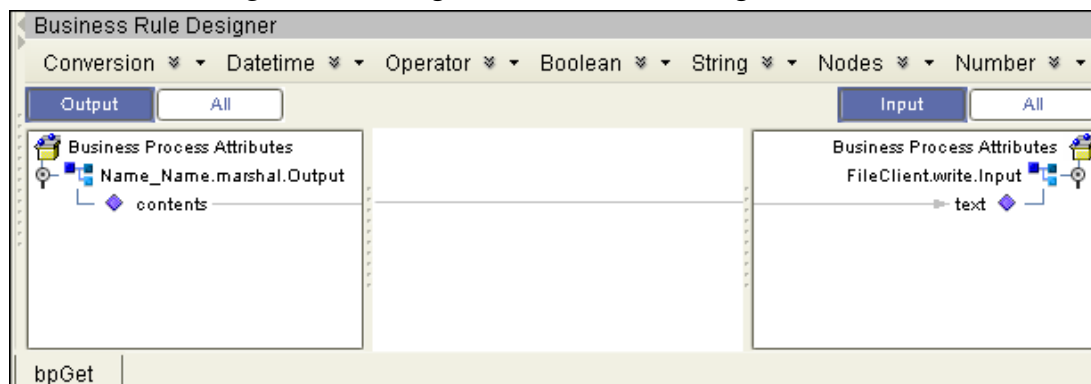 Business Rule Designer
Conversion Datetime Operator Boolean String Nodes Number
Output All Input All
Business Process Attributes Business Process Attributes
Name_Name.marshal.Output FileClient.write.Input
contents text
bpGet